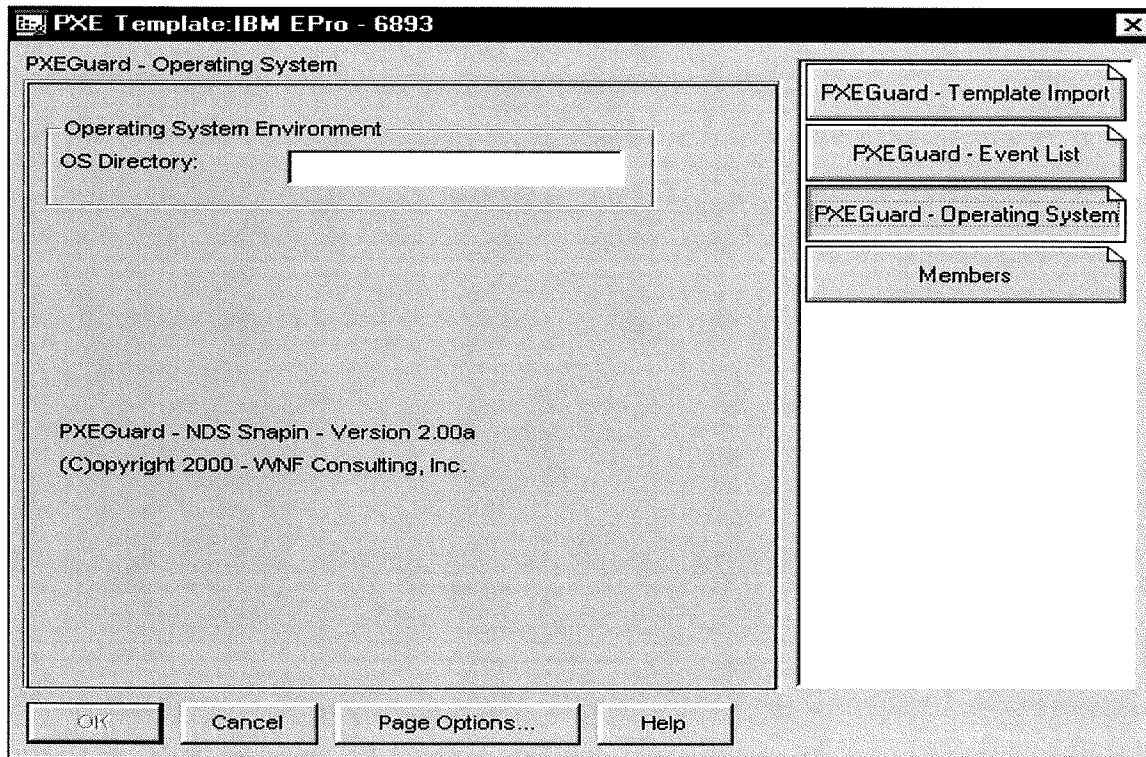 PXE Template:IBM EPro - 6893
PXEGuard - Operating System
Operating System Environment
OS Directory:
PXEGuard - NDS Snapin - Version 2.00a
(C)opyright 2000 - WNF Consulting, Inc.
OK
Cancel
Page Options...
Help
PXEGuard - Template Import
PXEGuard - Event List
PXEGuard - Operating System
Members